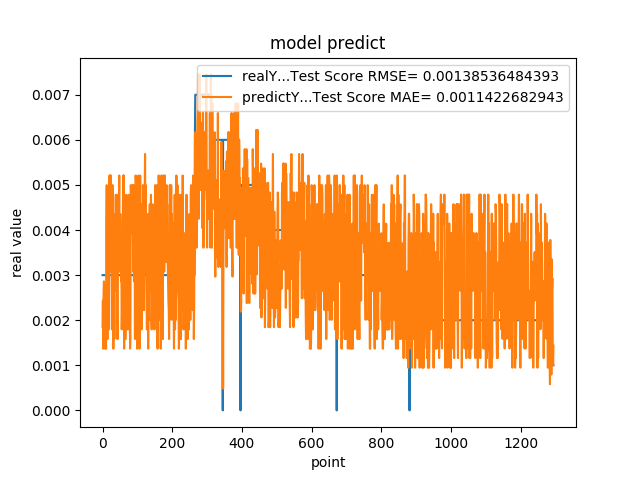 model predict
realY...Test Score RMSE= 0.00138536484393
predictY...Test Score MAE= 0.0011422682943
0.007
0.006
0.005
0.004
0.003
0.002
0.001
0.000
real value
0 200 400 600 800 1000 1200
point